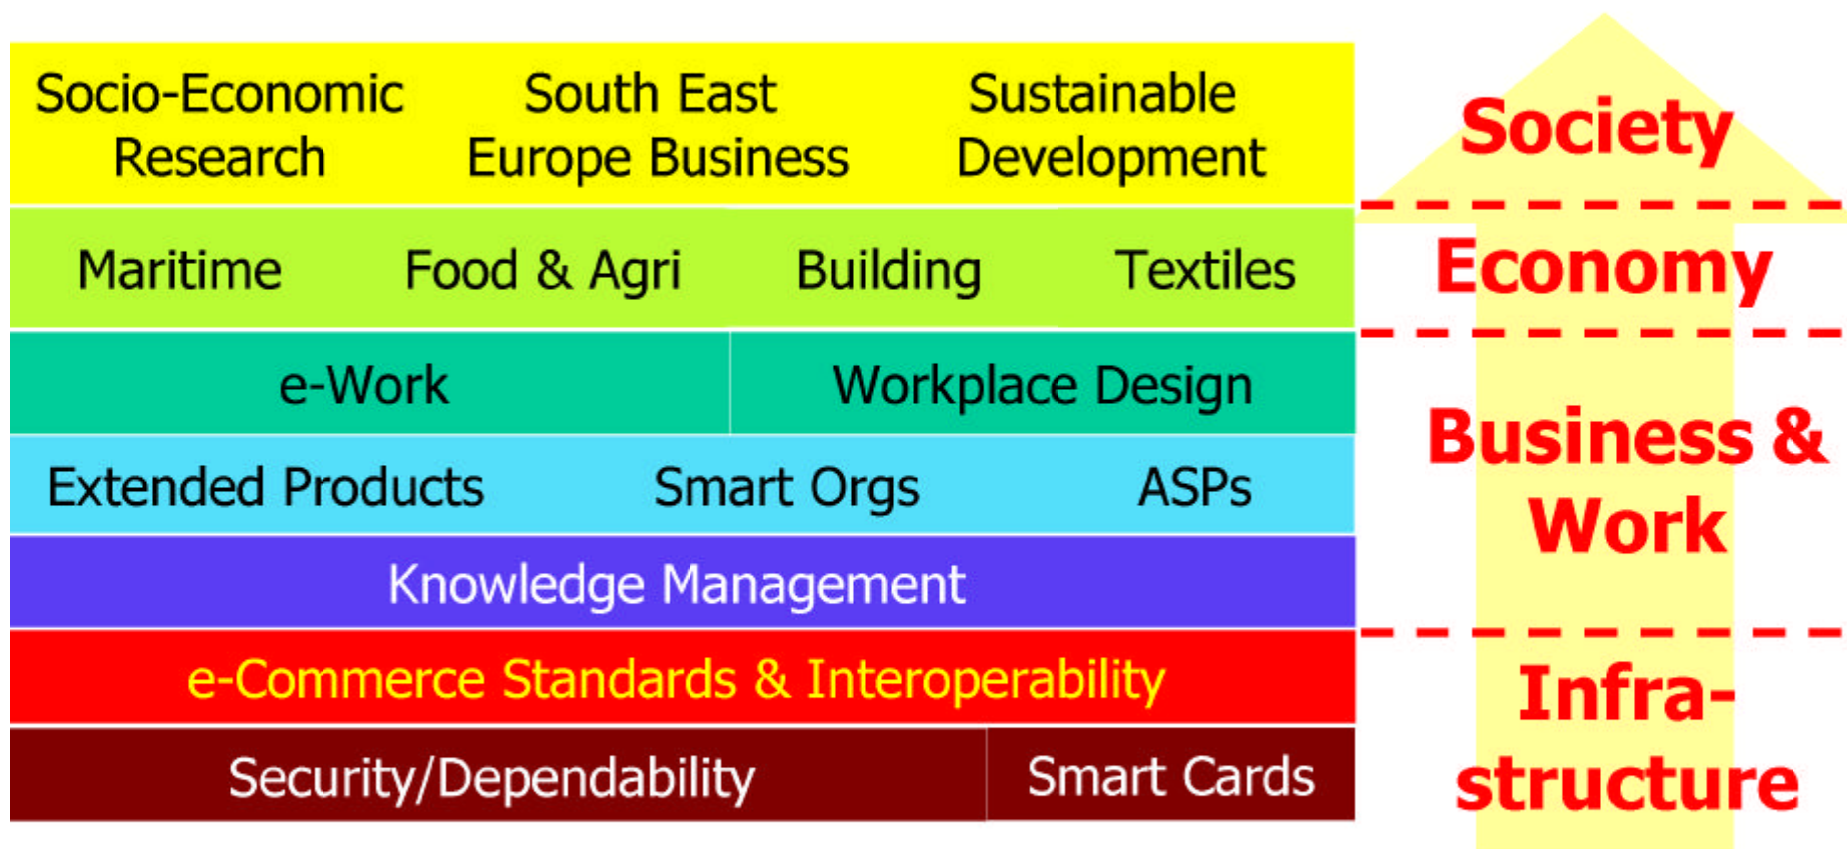 Socio-Economic Research
South East Europe Business
Sustainable Development
Society
Maritime Food & Agri Building Textiles
Economy
e-Work Workplace Design
Extended Products Smart Orgs ASPs
Knowledge Management
Business &
Work
e-Commerce Standards & Interoperability
Security/Dependability Smart Cards
Infra-
structure